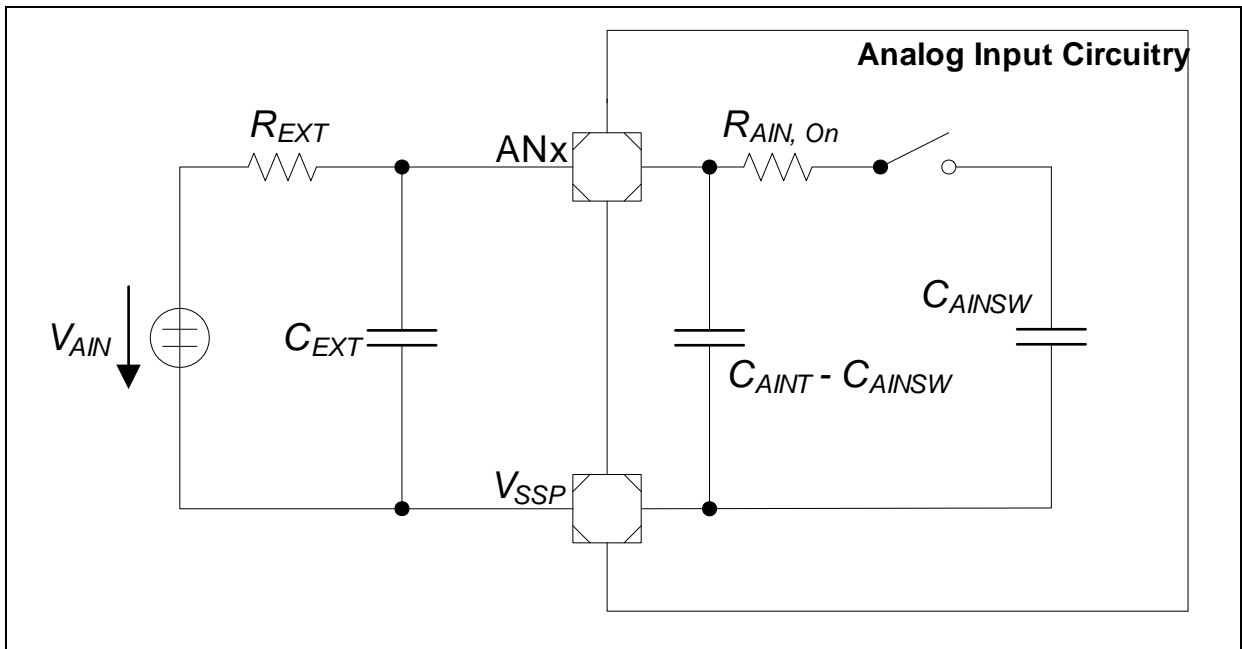 Analog Input Circuitry
R_EXT
ANx
R_AIN, On
V_AIN
C_EXT
C_AINSW
C_AINT - C_AINSW
V_SSP